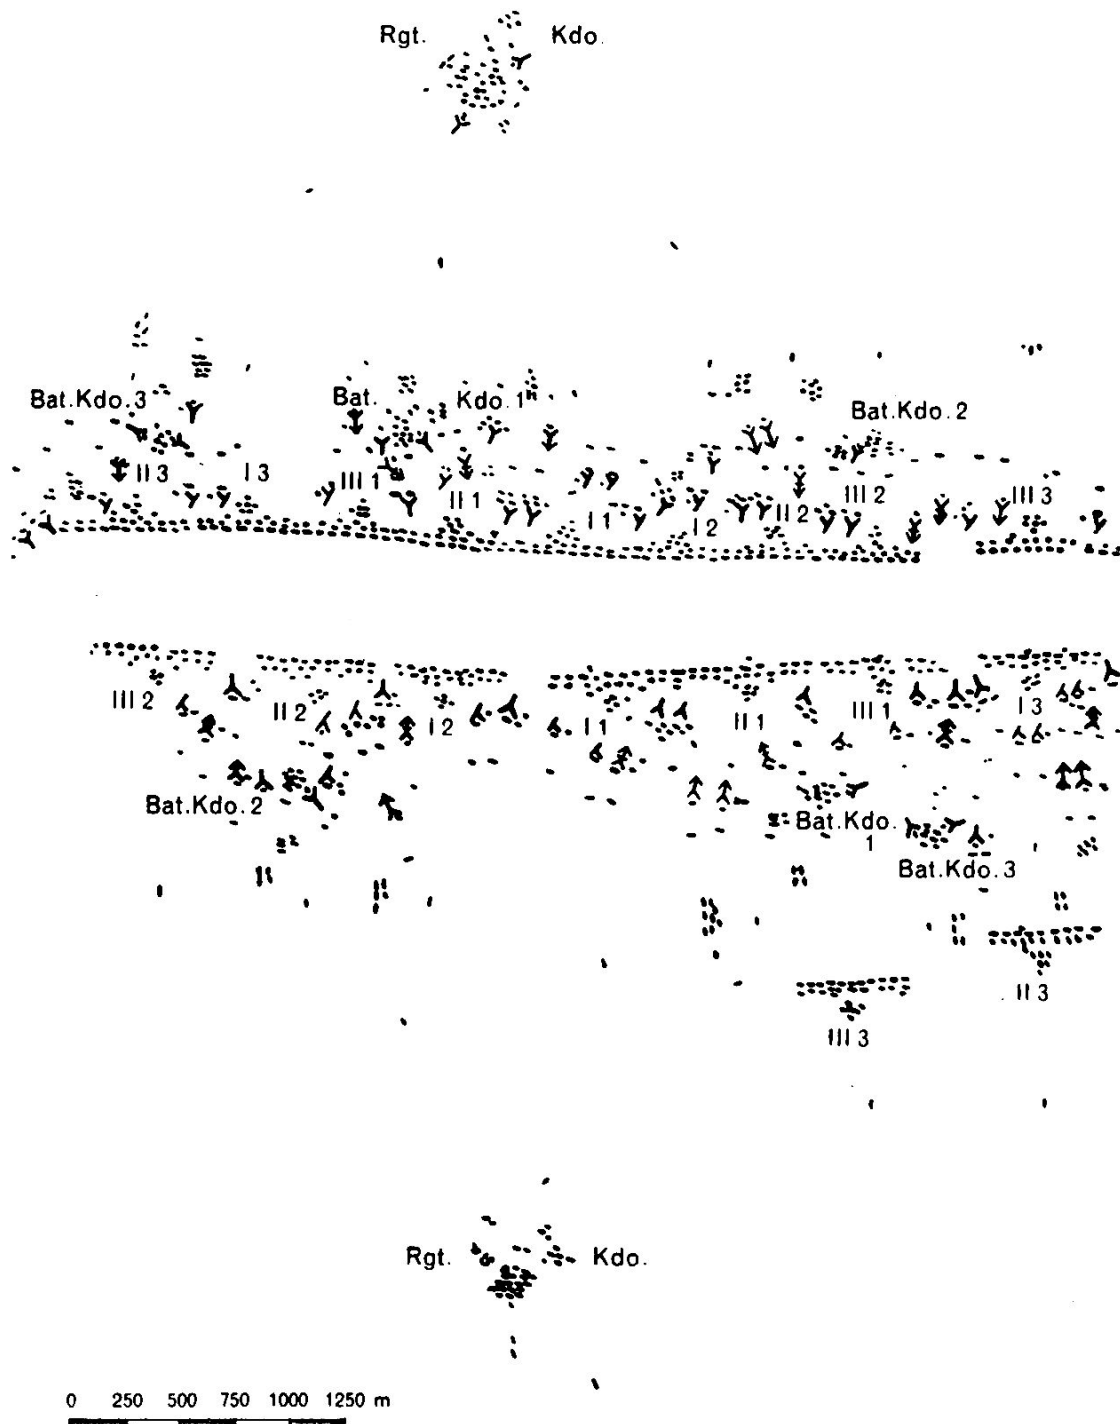 Rgt. Kdo.
Bat.Kdo.3 Bat. Kdo.1 Bat.Kdo.2
II 3 I 3 III 1 II 1 III 2 III 3
I 1 I 2 II 2
III 2 II 2 I 2 I 1 II 1 III 1 I 3
Bat.Kdo.2 Bat.Kdo.
1
Bat.Kdo.3
II 3
III 3
Rgt. Kdo.
0 250 500 750 1000 1250 m